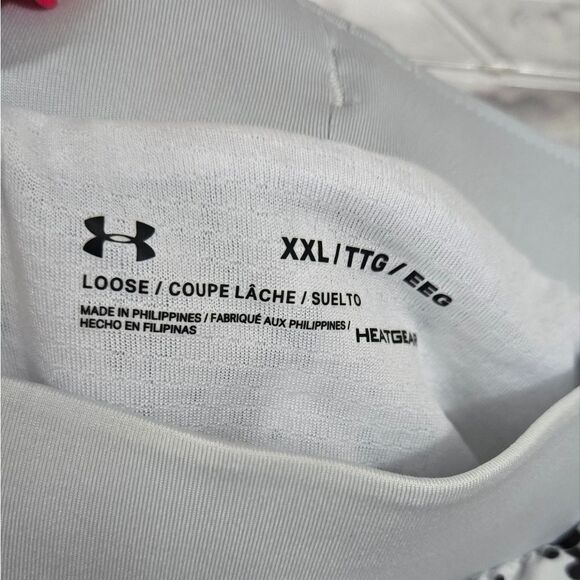 XXL / TTG / EEG
LOOSE / COUPE LÂCHE / SUELTO
MADE IN PHILIPPINES / FABRIQUÉ AUX PHILIPPINES /
HECHO EN FILIPINAS
HEATGEAR